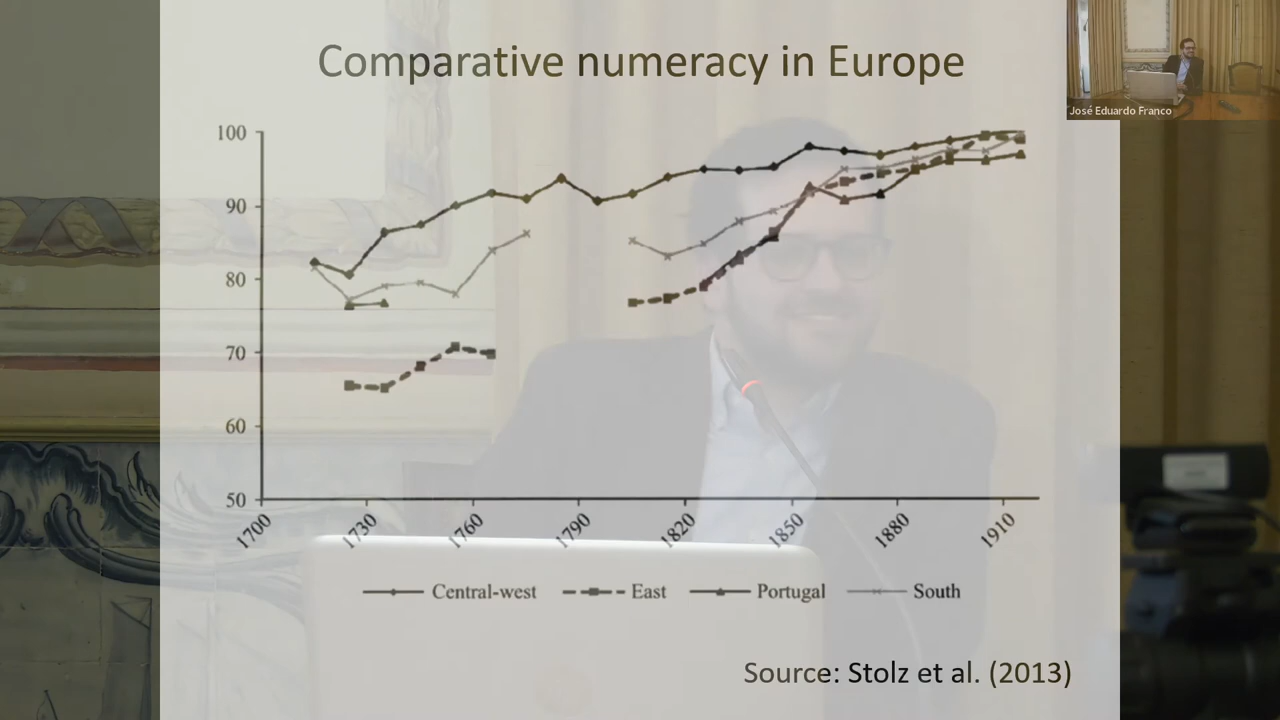 Comparative numeracy in Europe
José Eduardo Franco
100
90
80
70
60
50
1700
1730
1760
1790
1820
1850
1880
1910
Central-west
East
Portugal
South
Source: Stolz et al. (2013)